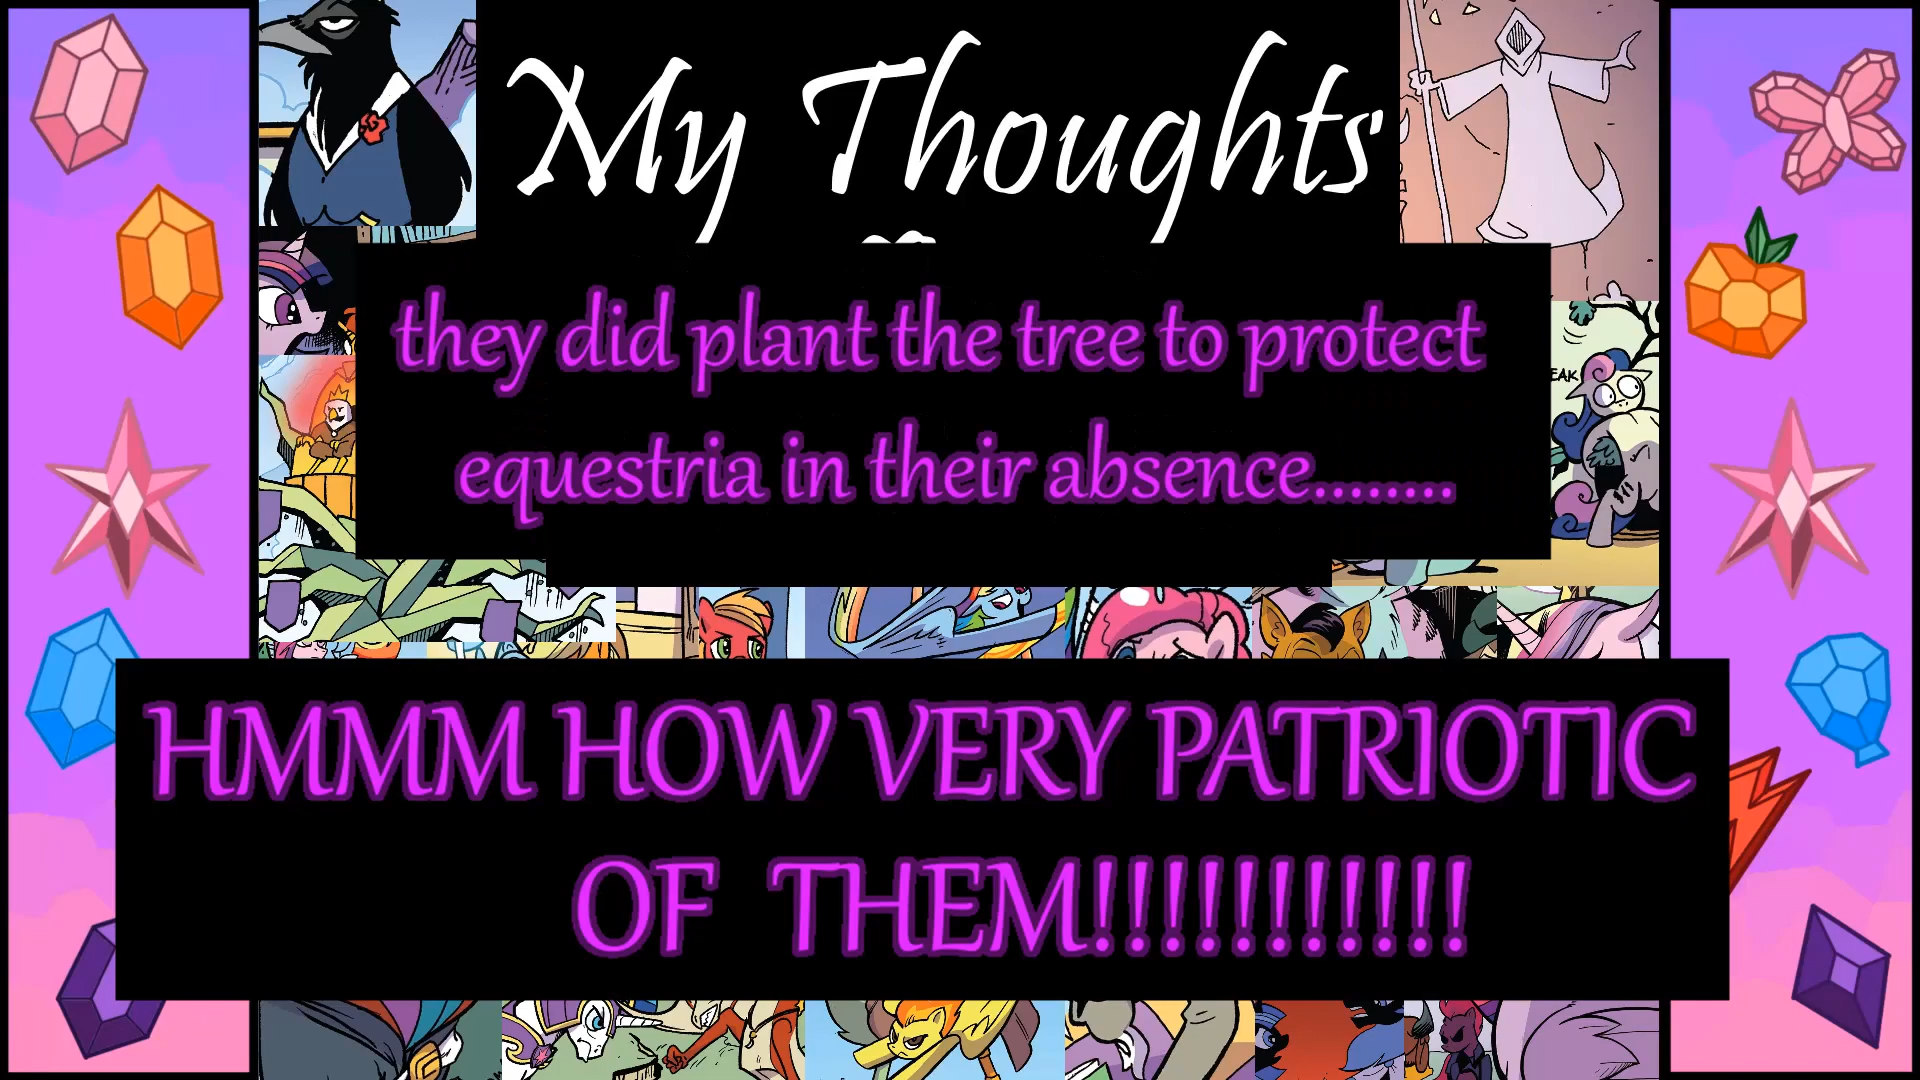 My Thoughts
they did plant the tree to protect
equestria in their absence........
EAK
HMMM HOW VERY PATRIOTIC
OF THEM!!!!!!!!!!!